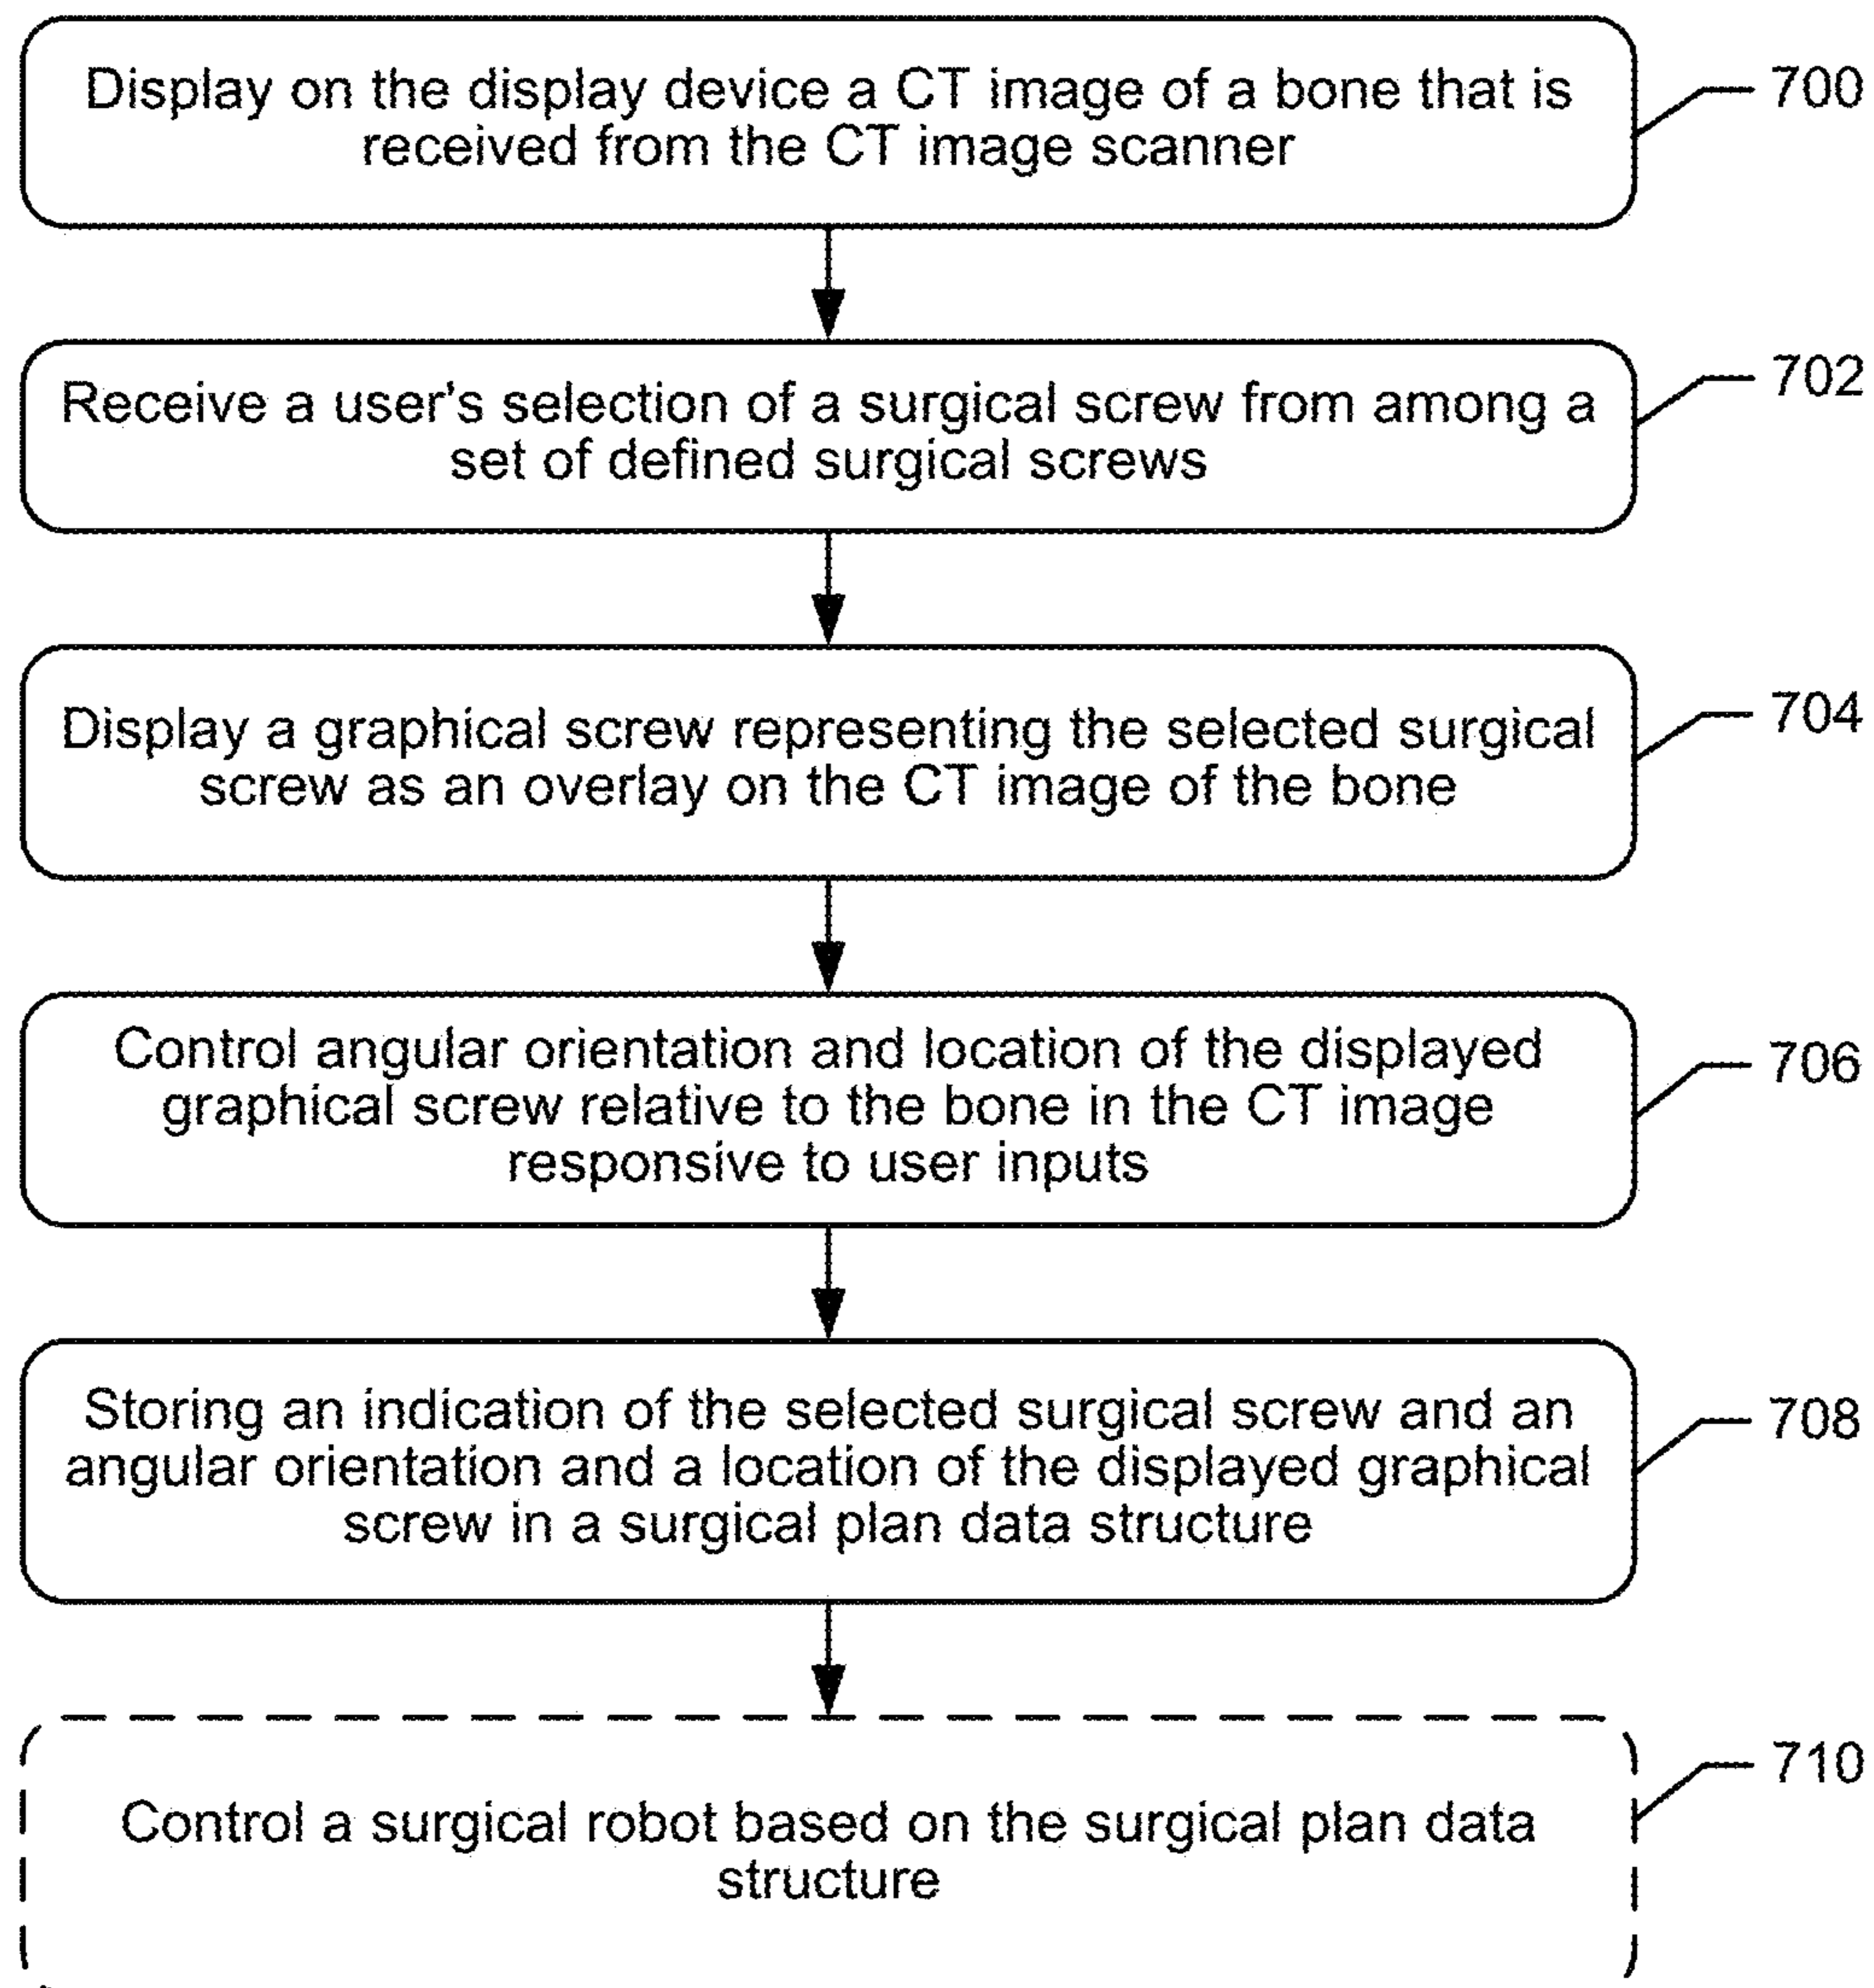 Display on the display device a CT image of a bone that is
received from the CT image scanner
700
Receive a user's selection of a surgical screw from among a
set of defined surgical screws
702
Display a graphical screw representing the selected surgical
screw as an overlay on the CT image of the bone
704
Control angular orientation and location of the displayed
graphical screw relative to the bone in the CT image
responsive to user inputs
706
Storing an indication of the selected surgical screw and an
angular orientation and a location of the displayed graphical
screw in a surgical plan data structure
708
Control a surgical robot based on the surgical plan data
structure
710